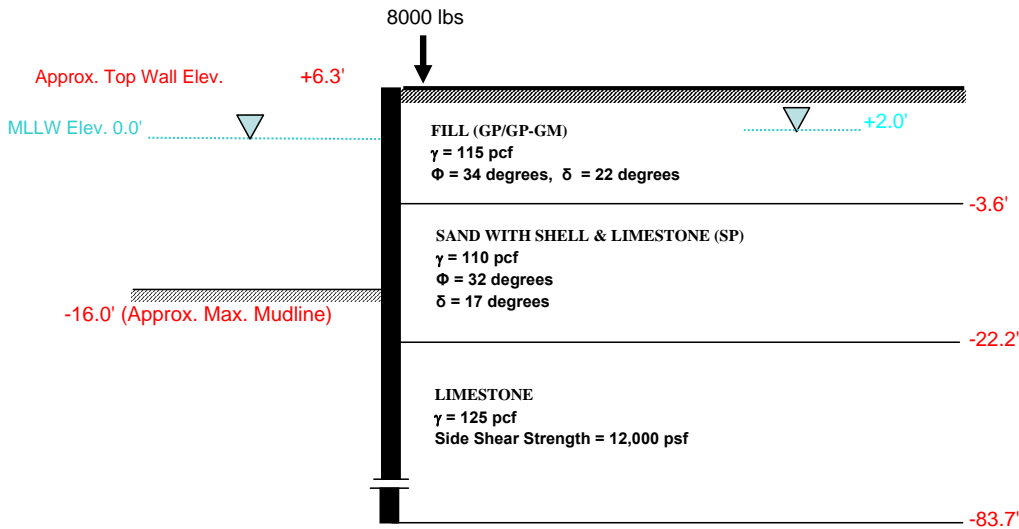 8000 lbs
Approx. Top Wall Elev. +6.3'
MLLW Elev. 0.0'
+2.0'
FILL (GP/GP-GM)
γ = 115 pcf
Φ = 34 degrees, δ = 22 degrees
-3.6'
SAND WITH SHELL & LIMESTONE (SP)
γ = 110 pcf
Φ = 32 degrees
δ = 17 degrees
-16.0' (Approx. Max. Mudline)
-22.2'
LIMESTONE
γ = 125 pcf
Side Shear Strength = 12,000 psf
-83.7'